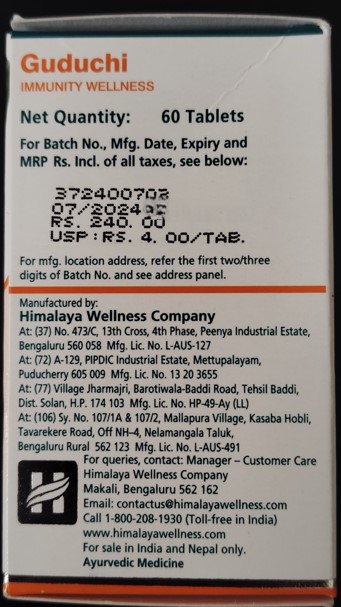 Guduchi
IMMUNITY WELLNESS
Net Quantity: 60 Tablets
For Batch No., Mfg. Date, Expiry and
MRP Rs. Incl. of all taxes, see below:
372400703
07/2024
RS. 240. 00
USP:RS. 4. 00/TAB.
For mfg. location address, refer the first two/three
digits of Batch No. and see address panel.
Manufactured by:
Himalaya Wellness Company
At: (37) No. 473/C, 13th Cross, 4th Phase, Peenya Industrial Estate,
Bengaluru 560 058 Mfg. Lic. No. L-AUS-127
At: (72) A-129, PIPDIC Industrial Estate, Mettupalayam,
Puducherry 605 009 Mfg. Lic. No. 13 20 3655
At: (77) Village Jharmajri, Barotiwala-Baddi Road, Tehsil Baddi,
Dist. Solan, H.P. 174 103 Mfg. Lic. No. HP-49-Ay (LL)
At: (106) Sy. No. 107/1A & 107/2, Mallapura Village, Kasaba Hobli,
Tavarekere Road, Off NH-4, Nelamangala Taluk,
Bengaluru Rural 562 123 Mfg. Lic. No. L-AUS-491
For queries, contact: Manager – Customer Care
Himalaya Wellness Company
Makali, Bengaluru 562 162
Email: contactus@himalayawellness.com
Call 1-800-208-1930 (Toll-free in India)
www.himalayawellness.com
For sale in India and Nepal only.
Ayurvedic Medicine